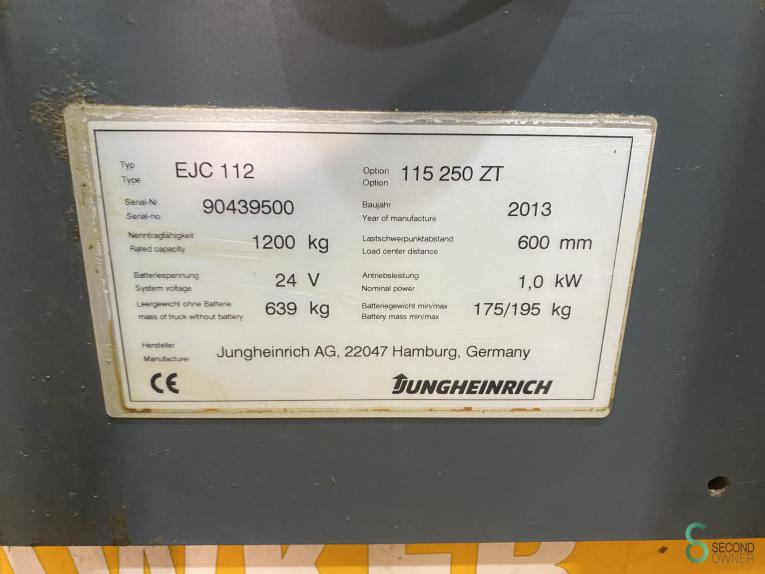 Typ
Type
EJC 112
Option
Option
115 250 ZT
Serial-Nr.
Serial-no.
90439500
Baujahr
Year of manufacture
2013
Nenntragfähigkeit
Rated capacity
1200 kg
Lastschwerpunktabstand
Load center distance
600 mm
Batteriespannung
System voltage
24 V
Antriebsleistung
Nominal power
1,0 kW
Leergewicht ohne Batterie
mass of truck without battery
639 kg
Batteriegewicht min/max
Battery mass min/max
175/195 kg
Hersteller
Manufacturer
Jungheinrich AG, 22047 Hamburg, Germany
CE
JUNGHEINRICH
SECOND
OWNER